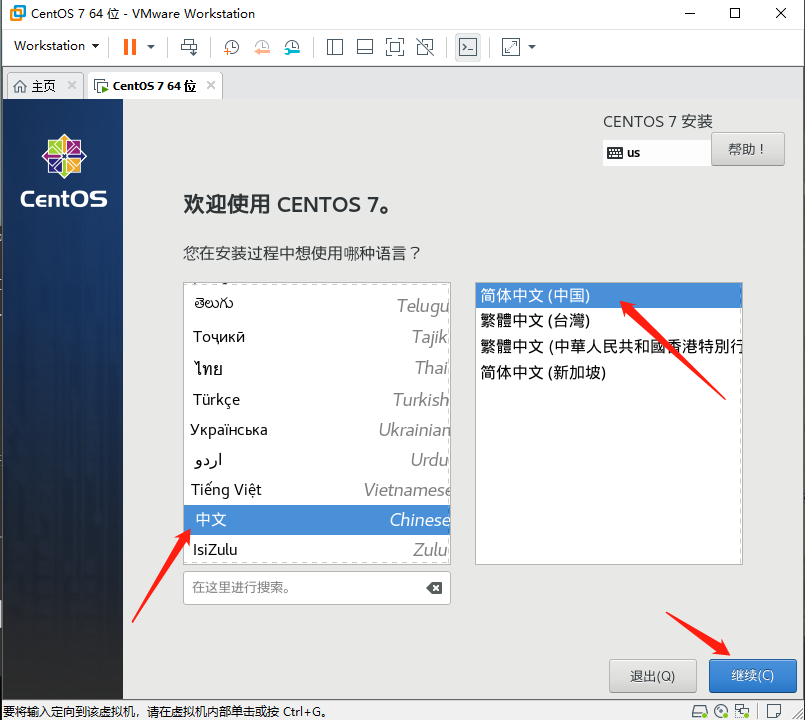 CentOS 7 64 位 - VMware Workstation
Workstation
主页
CentOS 7 64 位
CentOS
CENTOS 7 安装
us
帮助！
欢迎使用 CENTOS 7。
您在安装过程中想使用哪种语言？
తెలుగు Telugu
Тоҷикӣ Tajik
ไทย Thai
Türkçe Turkish
Українська Ukrainian
اردو Urdu
Tiếng Việt Vietnamese
中文 Chinese
IsiZulu Zulu
在这里进行搜索。
简体中文 (中国)
繁體中文 (台灣)
繁體中文 (中華人民共和國香港特別行
简体中文 (新加坡)
退出(Q)
继续(C)
要将输入定向到该虚拟机，请在虚拟机内部单击或按 Ctrl+G。